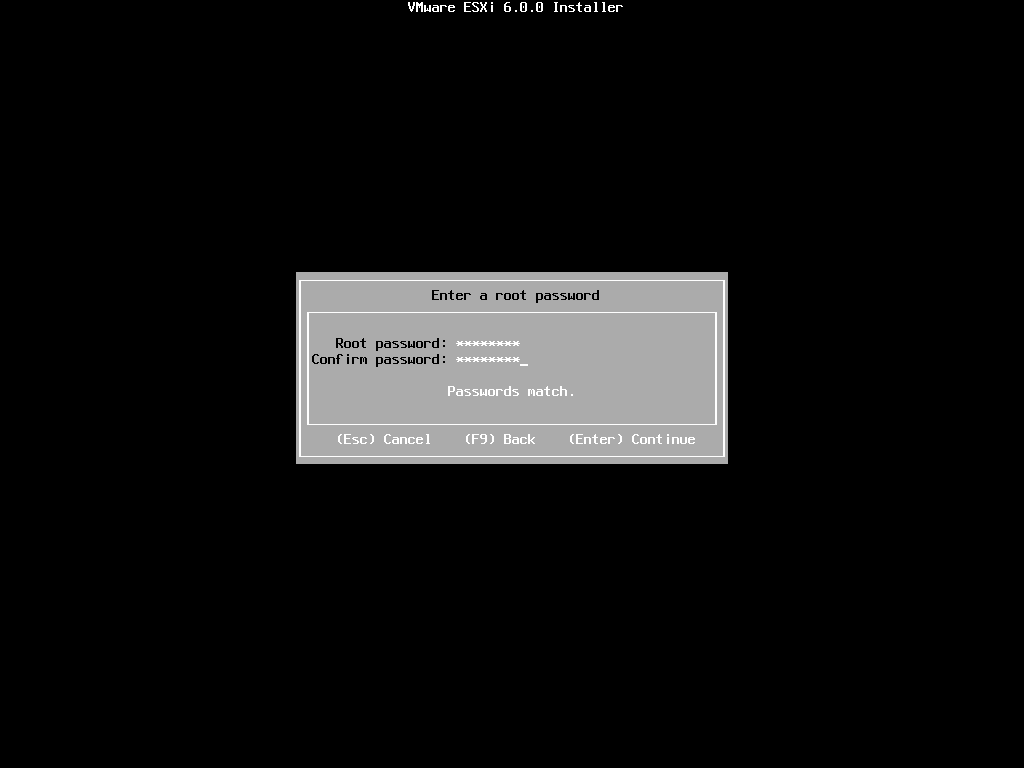 VMware ESXi 6.0.0 Installer
Enter a root password
Root password: ********
Confirm password: ********_
Passwords match.
(Esc) Cancel (F9) Back (Enter) Continue